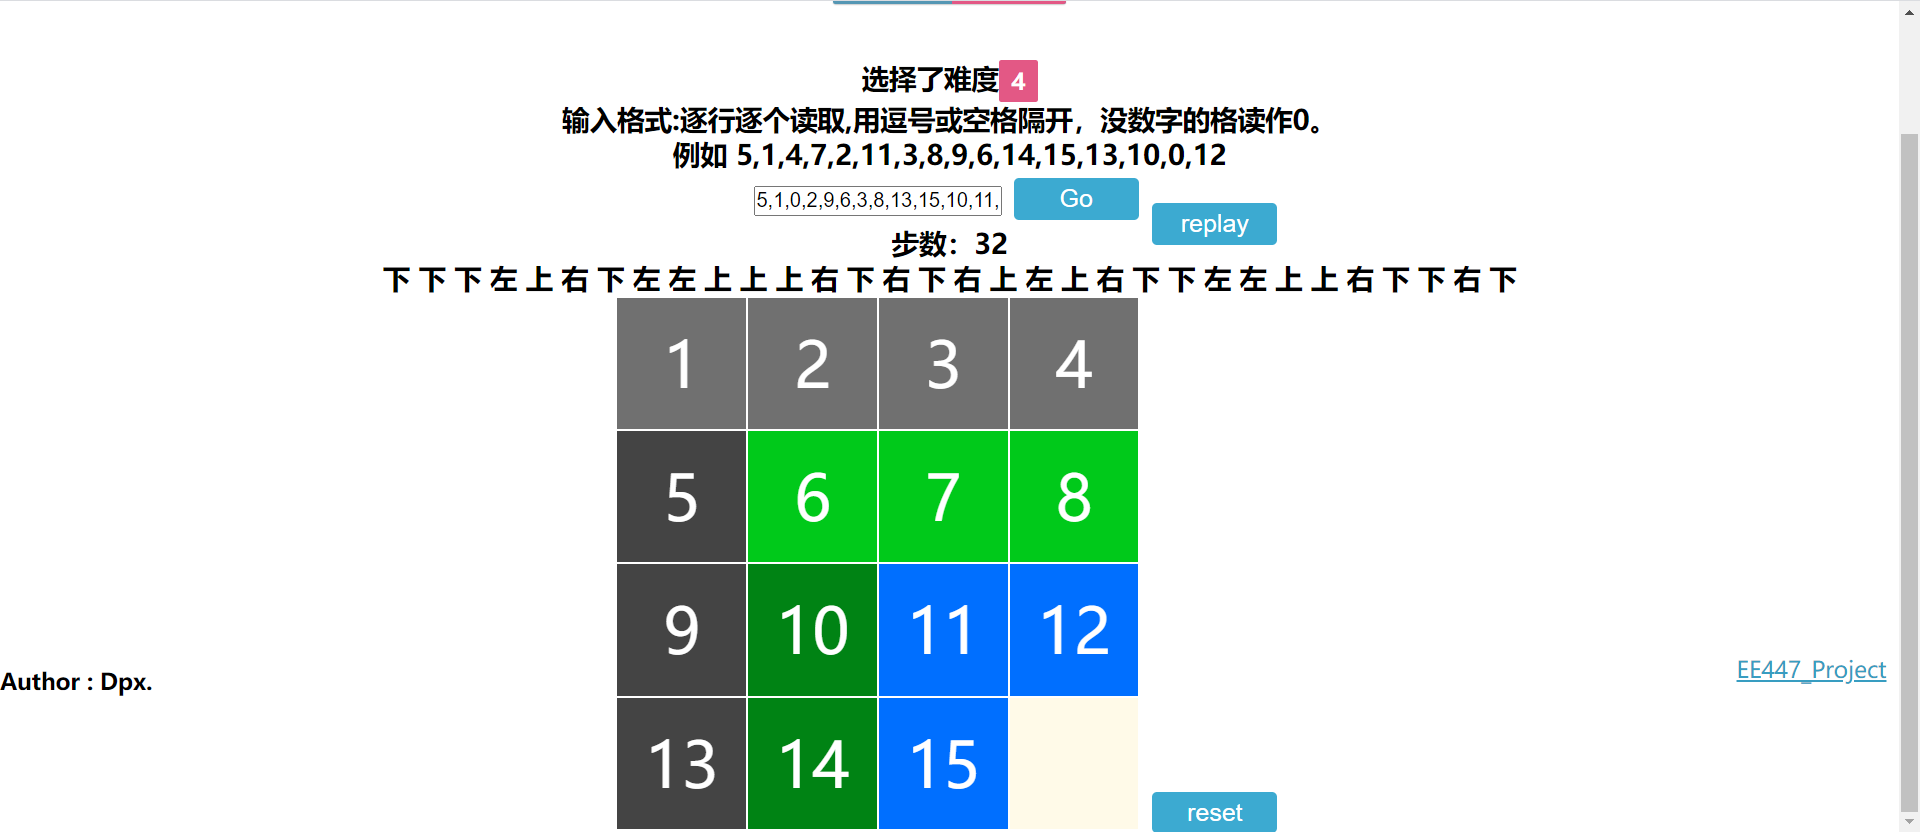 选择了难度 4
输入格式:逐行逐个读取,用逗号或空格隔开，没数字的格读作0。
例如 5,1,4,7,2,11,3,8,9,6,14,15,13,10,0,12
5,1,0,2,9,6,3,8,13,15,10,11, Go
replay
步数：32
下 下 下 左 上 右 下 左 左 上 上 上 右 下 右 下 右 上 左 上 右 下 下 左 左 上 上 右 下 下 右 下
1 2 3 4
5 6 7 8
9 10 11 12
13 14 15
Author : Dpx.
EE447_Project
reset